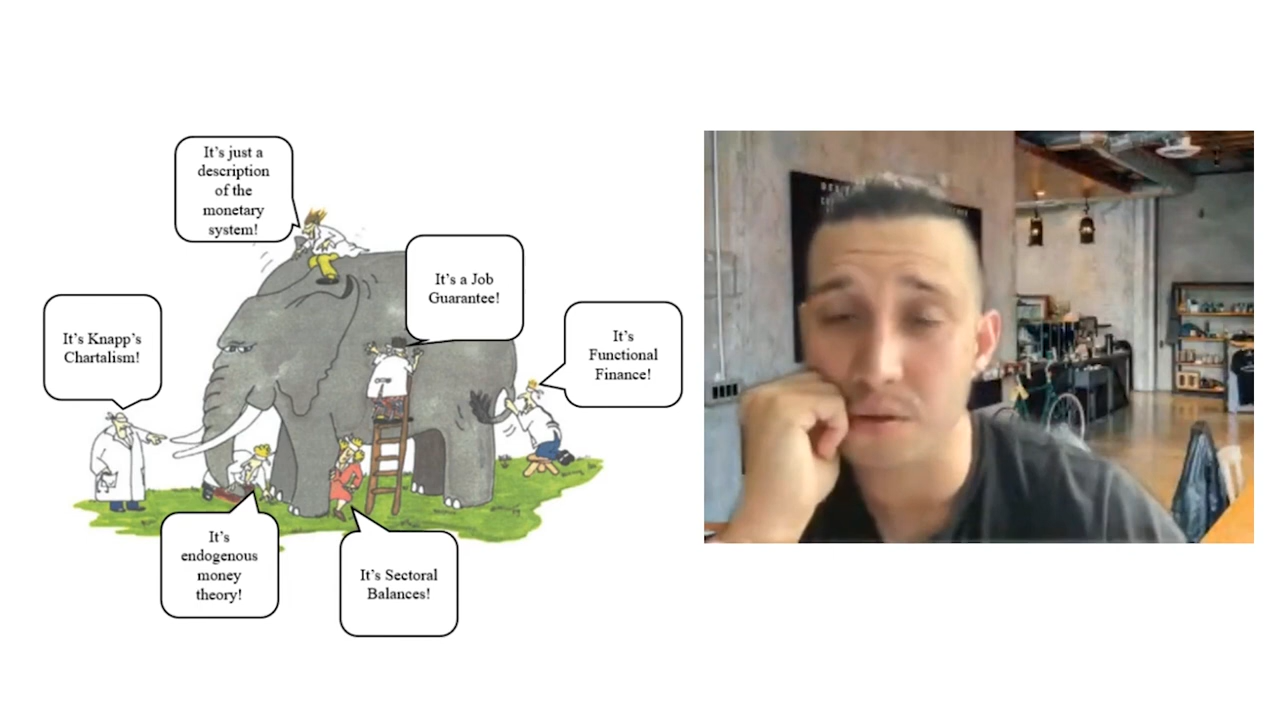 It's just a
description
of the
monetary
system!
It's a Job
Guarantee!
It's Knapp's
Chartalism!
It's
Functional
Finance!
It's
endogenous
money
theory!
It's Sectoral
Balances!